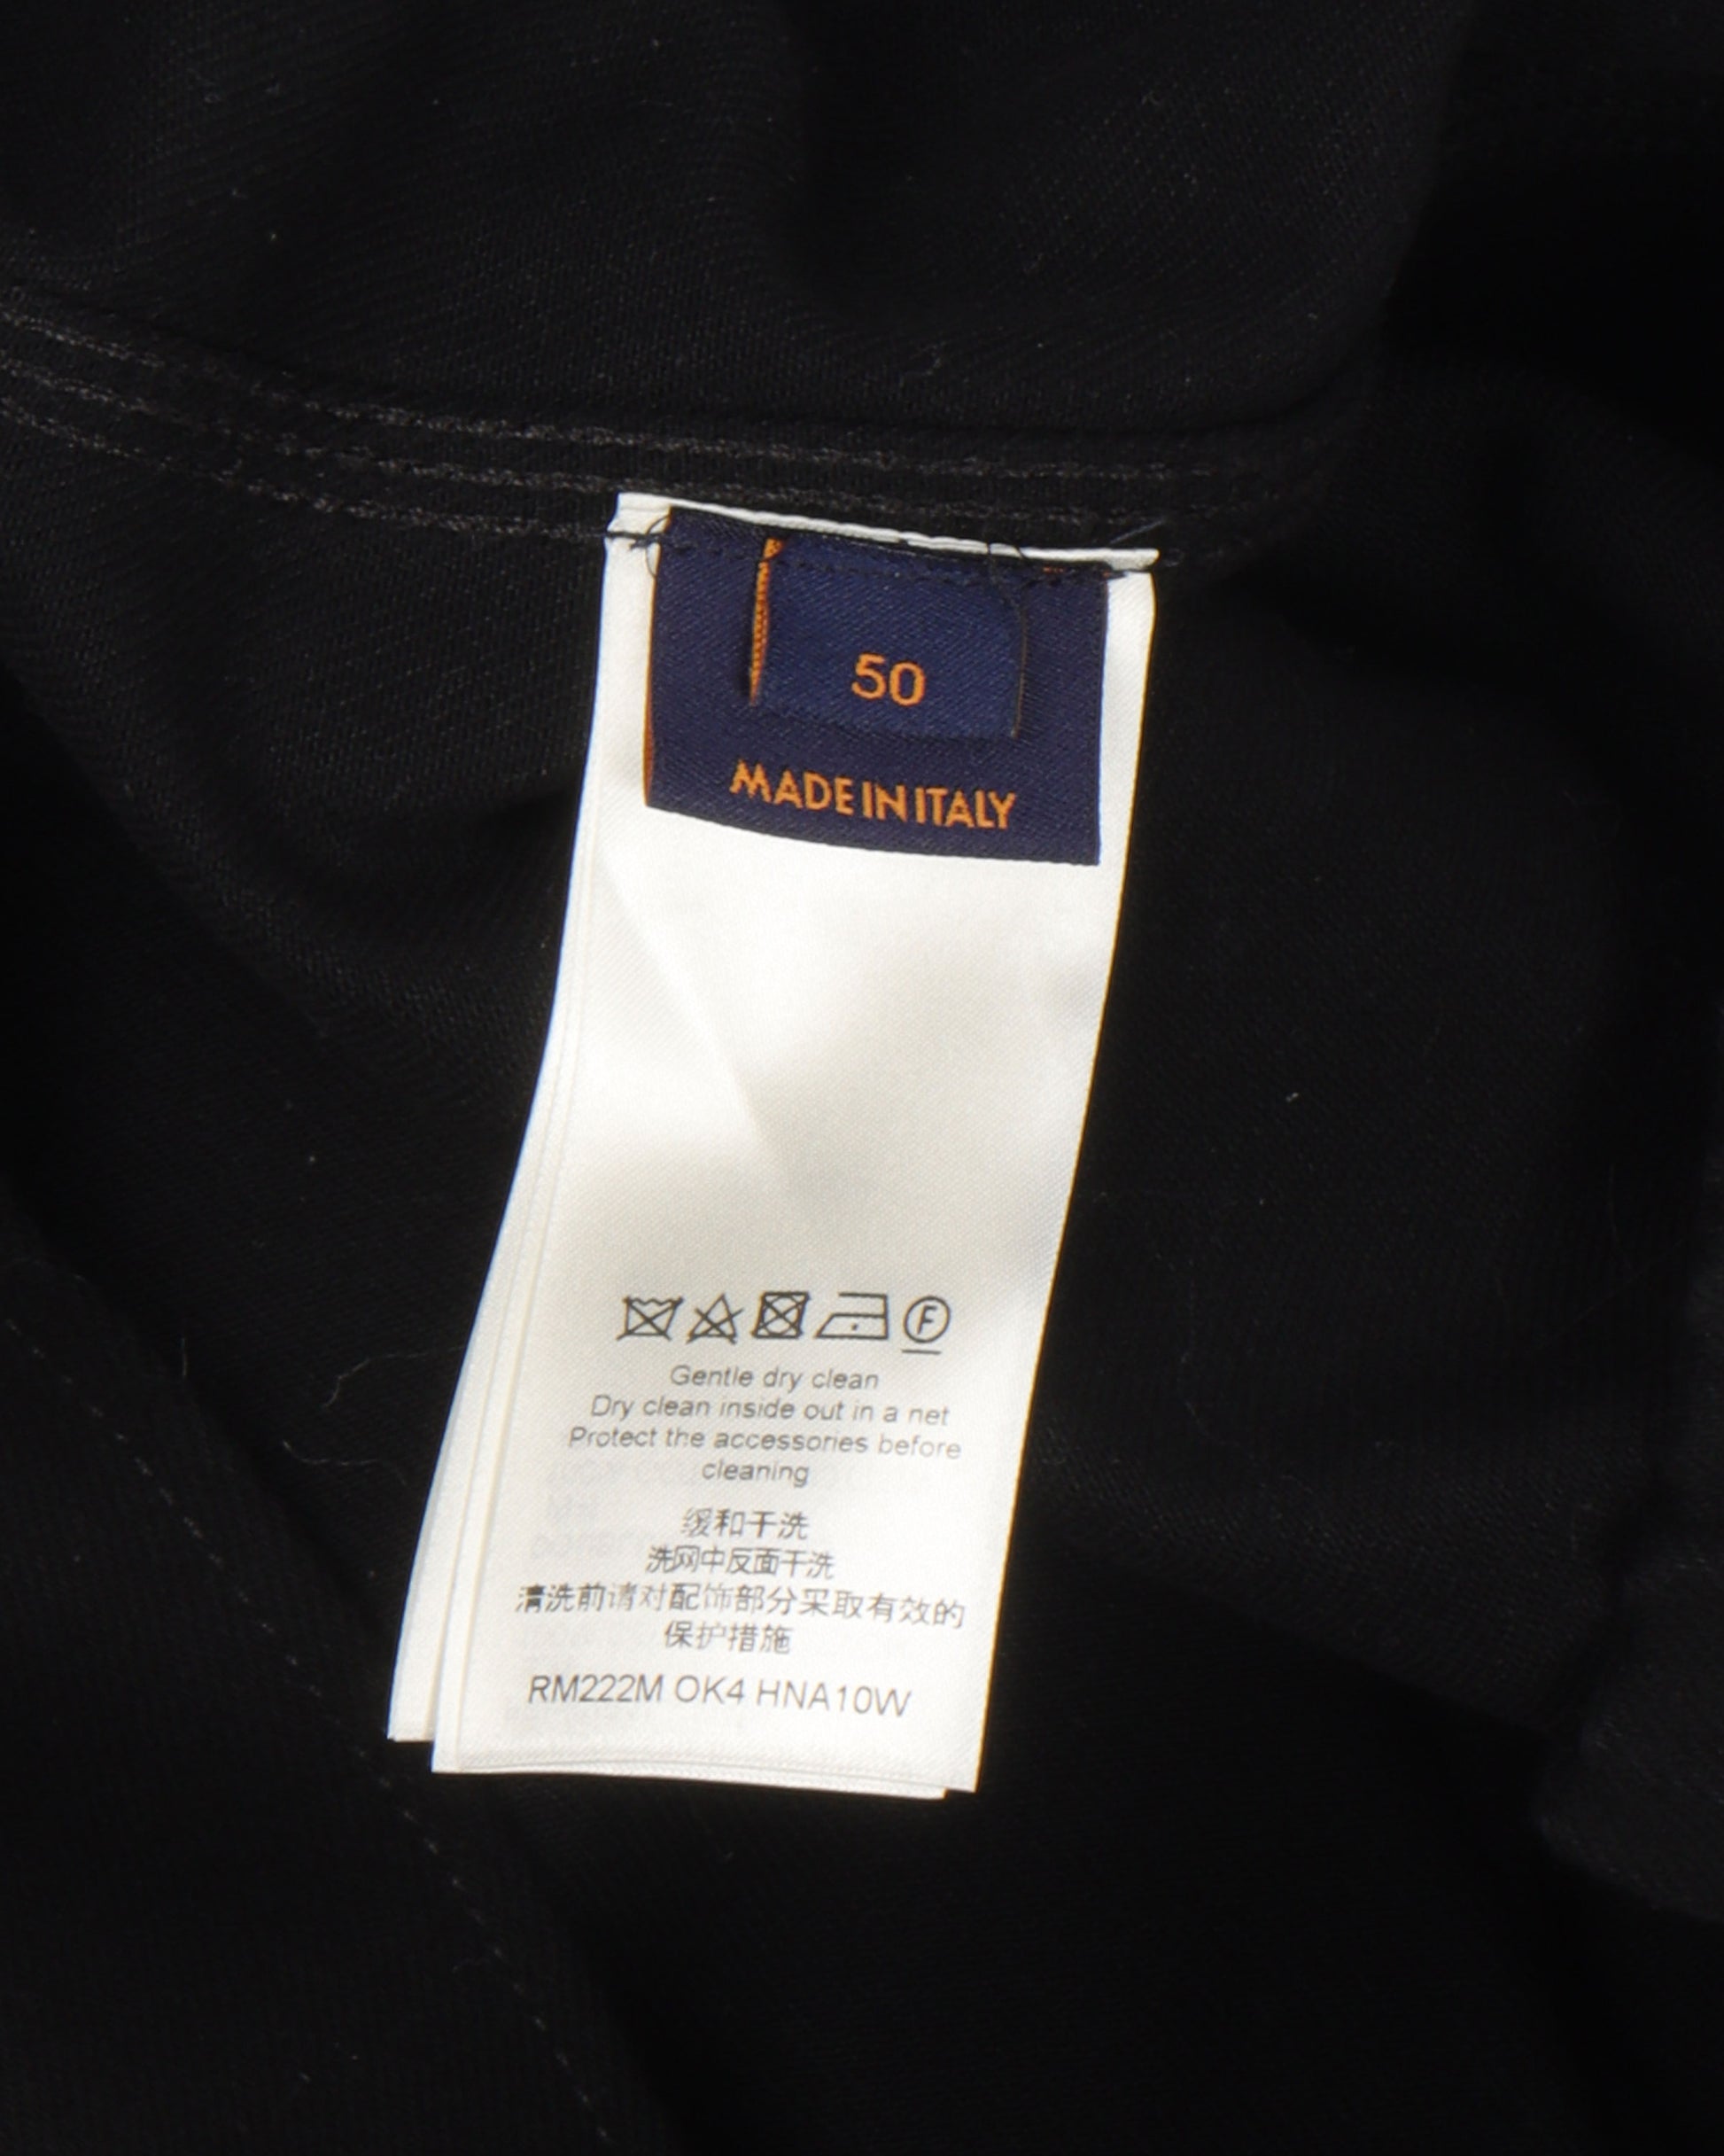 50
MADE IN ITALY
F
Gentle dry clean
Dry clean inside out in a net
Protect the accessories before
cleaning
缓和干洗
洗网中反面干洗
清洗前请对配饰部分采取有效的
保护措施
RM222M OK4 HNA10W